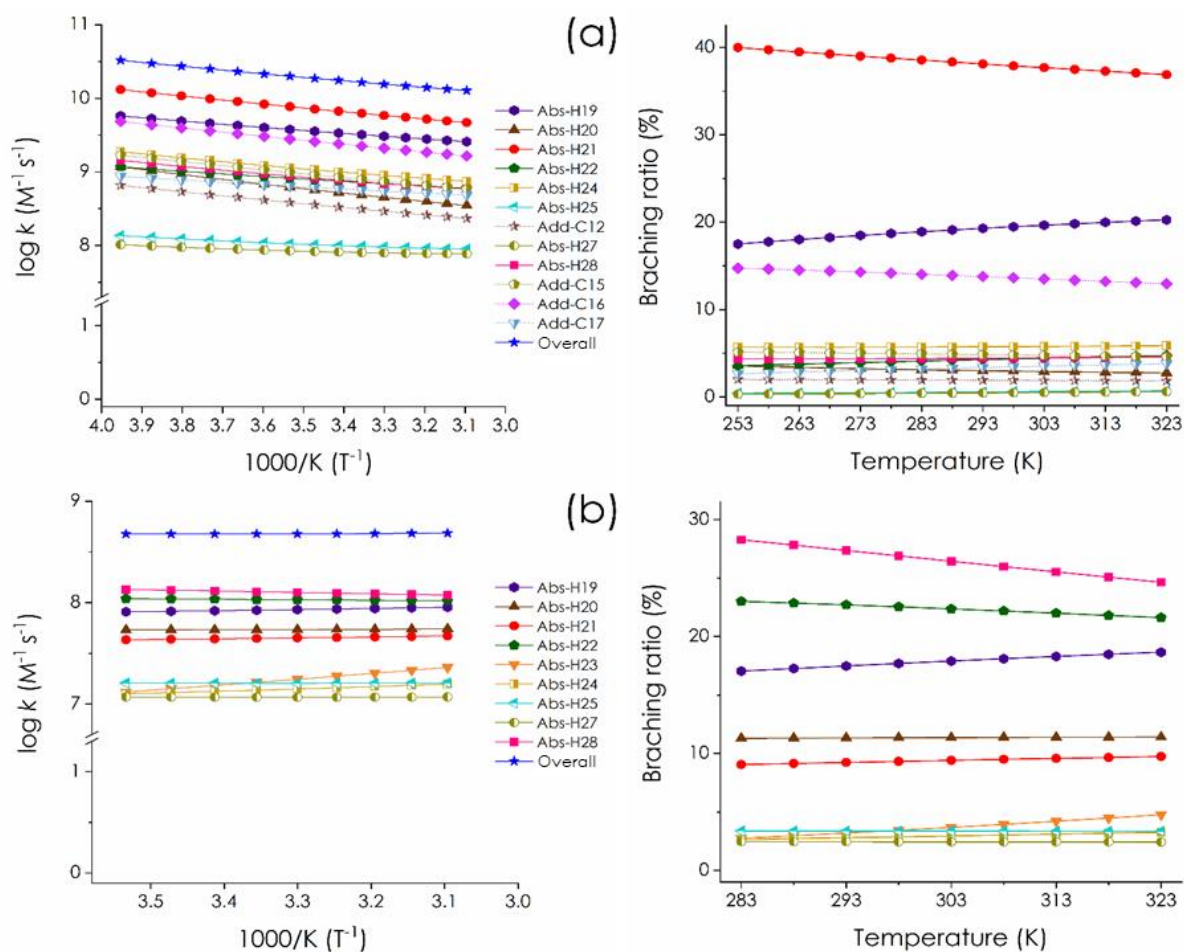 (a)
log k (M⁻¹ s⁻¹)
11
10
9
8
1
0
4.0 3.9 3.8 3.7 3.6 3.5 3.4 3.3 3.2 3.1 3.0
1000/K (T⁻¹)
Abs-H19
Abs-H20
Abs-H21
Abs-H22
Abs-H24
Abs-H25
Add-C12
Abs-H27
Abs-H28
Add-C15
Add-C16
Add-C17
Overall
Braching ratio (%)
40
30
20
10
0
253 263 273 283 293 303 313 323
Temperature (K)
(b)
log k (M⁻¹ s⁻¹)
9
8
7
1
0
3.5 3.4 3.3 3.2 3.1 3.0
1000/K (T⁻¹)
Abs-H19
Abs-H20
Abs-H21
Abs-H22
Abs-H23
Abs-H24
Abs-H25
Abs-H27
Abs-H28
Overall
Braching ratio (%)
30
20
10
0
283 293 303 313 323
Temperature (K)